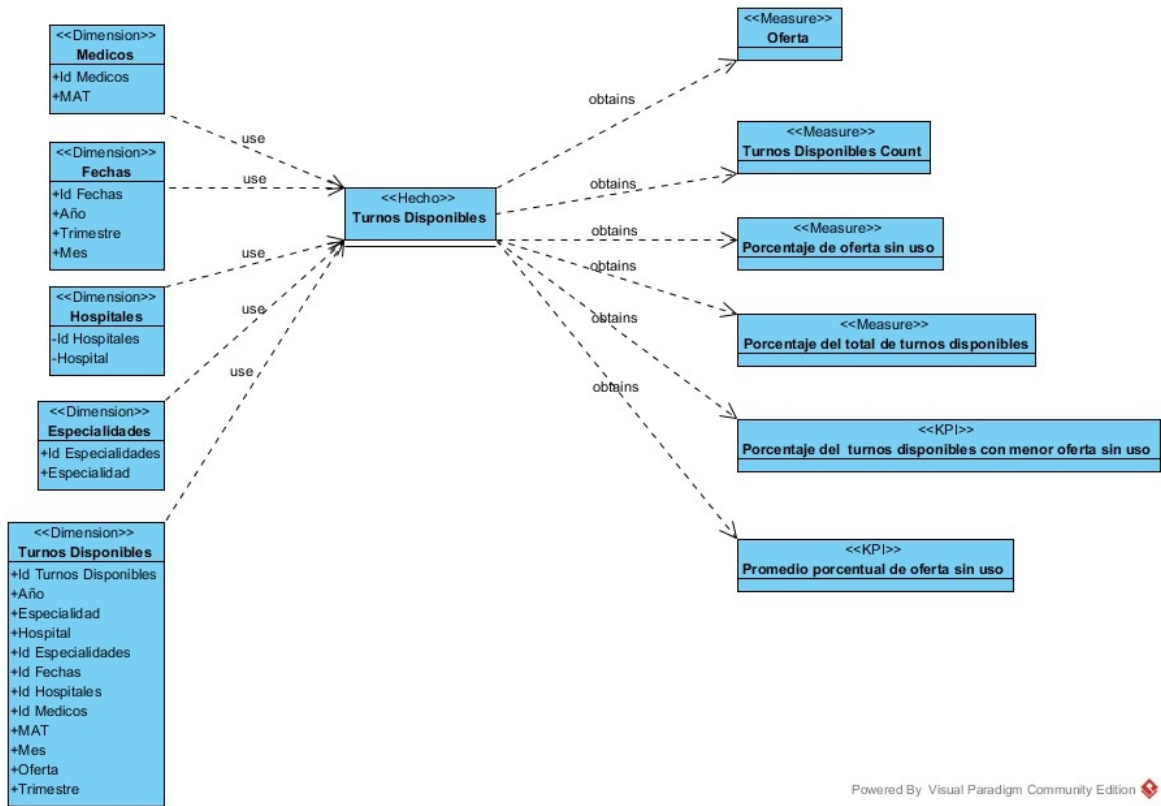 <<Dimension>>
Medicos
+Id Medicos
+MAT
<<Dimension>>
Fechas
+Id Fechas
+Año
+Trimestre
+Mes
<<Dimension>>
Hospitales
-Id Hospitales
-Hospital
<<Dimension>>
Especialidades
+Id Especialidades
+Especialidad
<<Dimension>>
Turnos Disponibles
+Id Turnos Disponibles
+Año
+Especialidad
+Hospital
+Id Especialidades
+Id Fechas
+Id Hospitales
+Id Medicos
+MAT
+Mes
+Oferta
+Trimestre
use
use
use
use
use
<<Hecho>>
Turnos Disponibles
obtains
obtains
obtains
obtains
obtains
obtains
<<Measure>>
Oferta
<<Measure>>
Turnos Disponibles Count
<<Measure>>
Porcentaje de oferta sin uso
<<Measure>>
Porcentaje del total de turnos disponibles
<<KPI>>
Porcentaje del turnos disponibles con menor oferta sin uso
<<KPI>>
Promedio porcentual de oferta sin uso
Powered By Visual Paradigm Community Edition